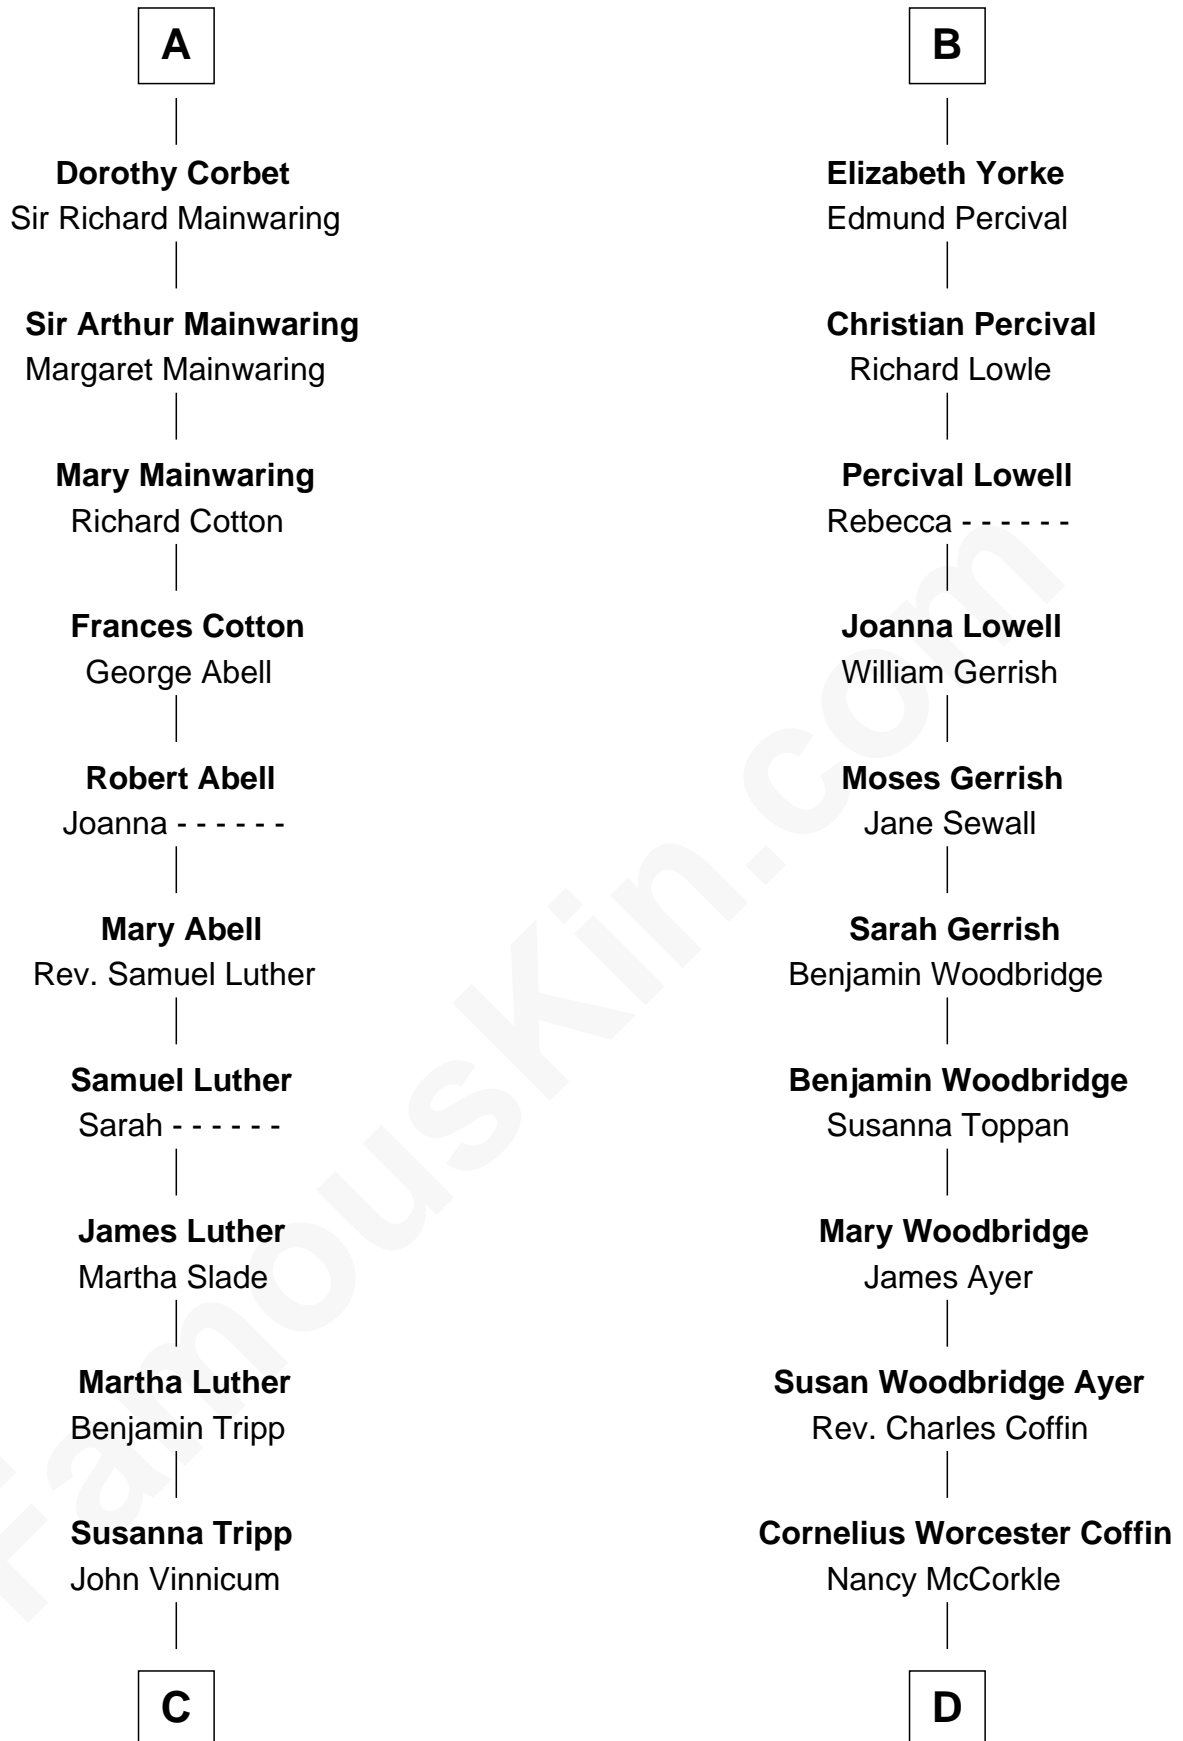 A
Dorothy Corbet
Sir Richard Mainwaring
Sir Arthur Mainwaring
Margaret Mainwaring
Mary Mainwaring
Richard Cotton
Frances Cotton
George Abell
Robert Abell
Joanna - - - - - -
Mary Abell
Rev. Samuel Luther
Samuel Luther
Sarah - - - - - -
James Luther
Martha Slade
Martha Luther
Benjamin Tripp
Susanna Tripp
John Vinnicum
C
B
Elizabeth Yorke
Edmund Percival
Christian Percival
Richard Lowle
Percival Lowell
Rebecca - - - - - -
Joanna Lowell
William Gerrish
Moses Gerrish
Jane Sewall
Sarah Gerrish
Benjamin Woodbridge
Benjamin Woodbridge
Susanna Toppan
Mary Woodbridge
James Ayer
Susan Woodbridge Ayer
Rev. Charles Coffin
Cornelius Worcester Coffin
Nancy McCorkle
D
FamousKin.com